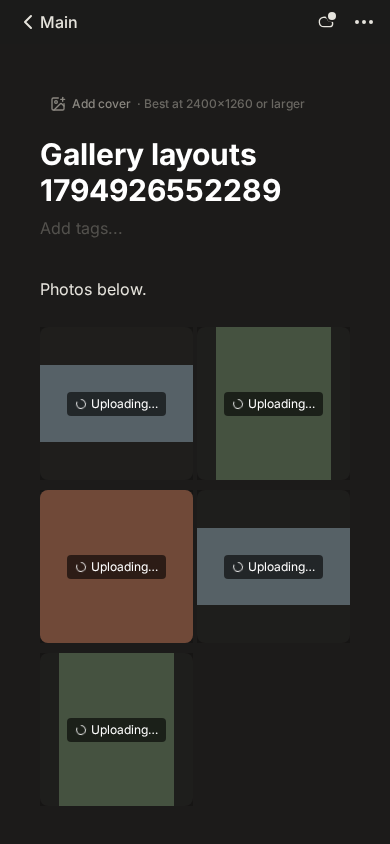 Main
Add cover · Best at 2400×1260 or larger
Gallery layouts
1794926552289
Add tags...
Photos below.
Uploading... Uploading...
Uploading... Uploading...
Uploading...